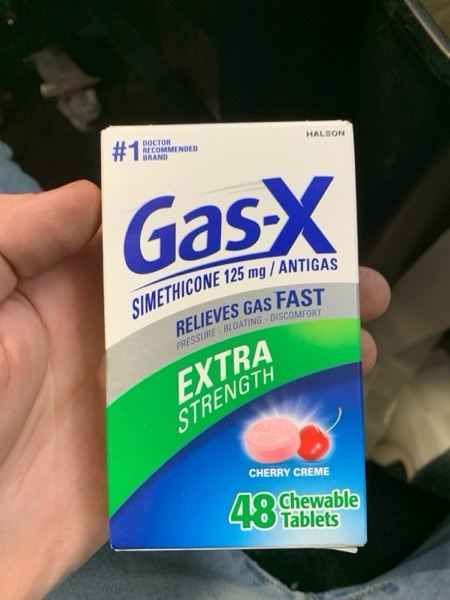 HALEON
#1 DOCTOR
RECOMMENDED
BRAND
Gas-X
SIMETHICONE 125 mg / ANTIGAS
RELIEVES GAS FAST
PRESSURE - BLOATING - DISCOMFORT
EXTRA
STRENGTH
CHERRY CREME
48 Chewable
Tablets